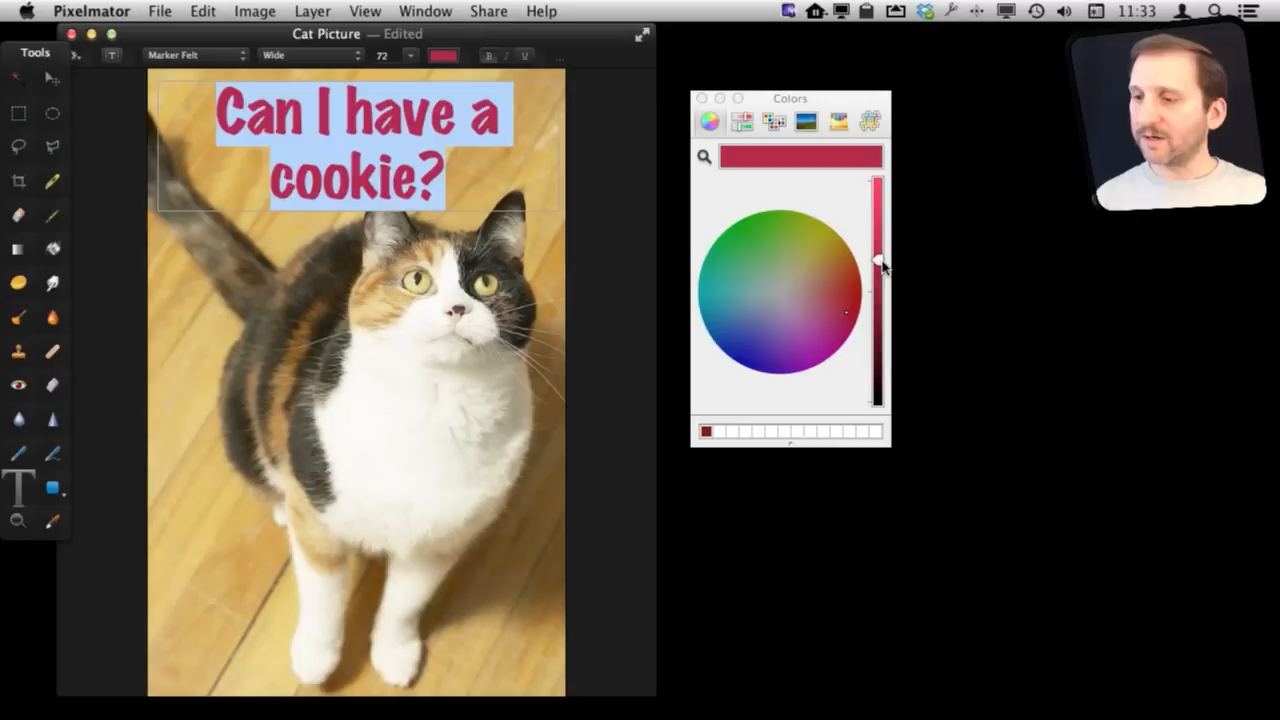 Pixelmator File Edit Image Layer View Window Share Help 11:33
Cat Picture — Edited
Tools
Marker Felt Wide 72 B I U ...
Colors
Can I have a
cookie?
T